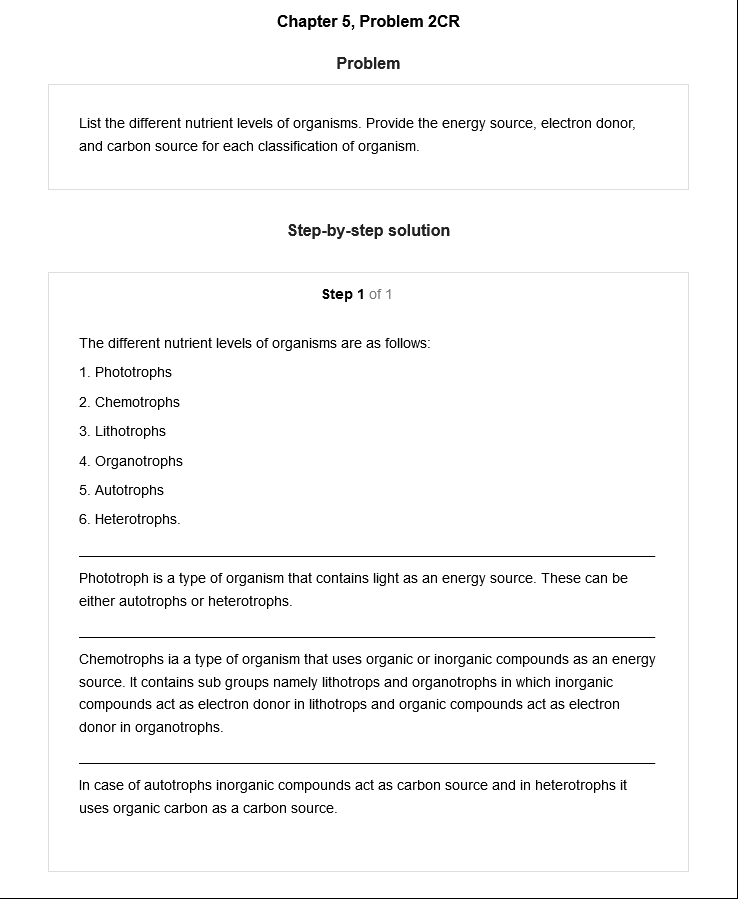 Chapter 5, Problem 2CR
Problem
List the different nutrient levels of organisms. Provide the energy source, electron donor,
and carbon source for each classification of organism.
Step-by-step solution
Step 1 of 1
The different nutrient levels of organisms are as follows:
1. Phototrophs
2. Chemotrophs
3. Lithotrophs
4. Organotrophs
5. Autotrophs
6. Heterotrophs.
Phototroph is a type of organism that contains light as an energy source. These can be
either autotrophs or heterotrophs.
Chemotrophs ia a type of organism that uses organic or inorganic compounds as an energy
source. It contains sub groups namely lithotrops and organotrophs in which inorganic
compounds act as electron donor in lithotrops and organic compounds act as electron
donor in organotrophs.
In case of autotrophs inorganic compounds act as carbon source and in heterotrophs it
uses organic carbon as a carbon source.